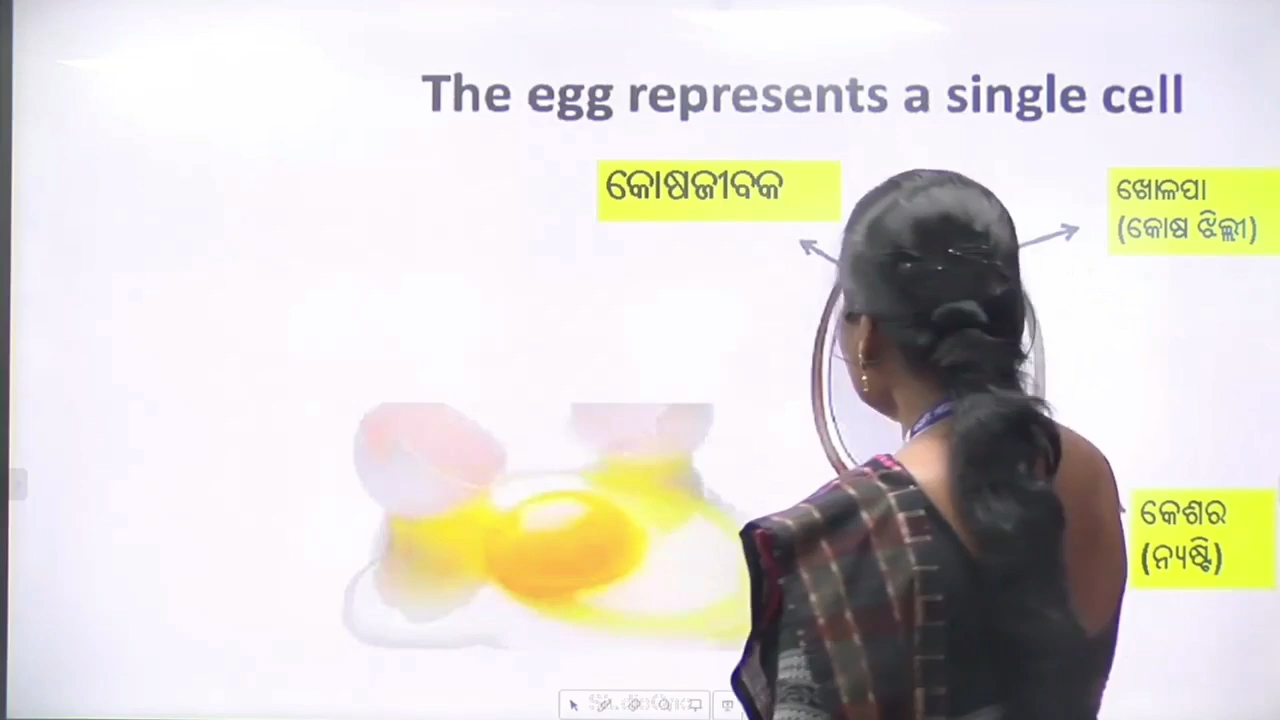 The egg represents a single cell
କୋଷଜୀବକ
ଖୋଳପା
(କୋଷ ଝିଲ୍ଲୀ)
କେଶର
(ନ୍ୟଷ୍ଟି)